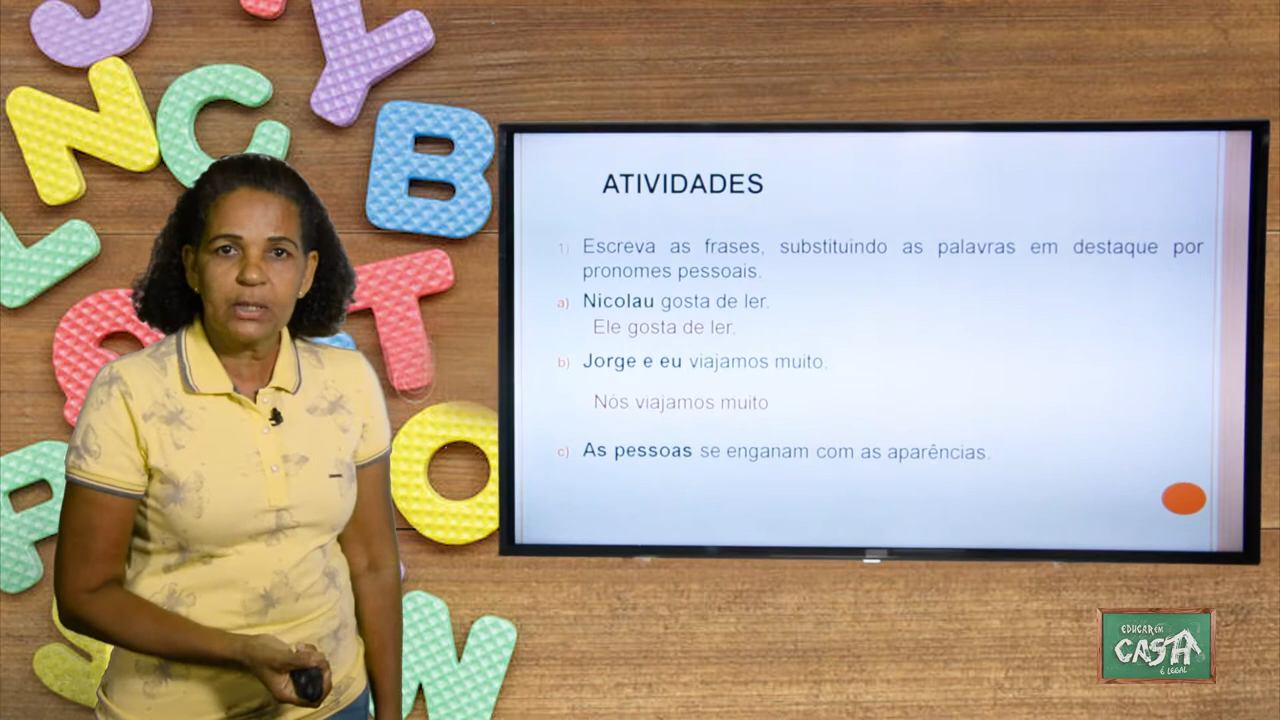 ATIVIDADES
1) Escreva as frases, substituindo as palavras em destaque por
pronomes pessoais.
a) Nicolau gosta de ler.
Ele gosta de ler.
b) Jorge e eu viajamos muito.
Nós viajamos muito
c) As pessoas se enganam com as aparências.
EDUCAR EM
CASA
É LEGAL
J Y
N C B
L T
O
A
W